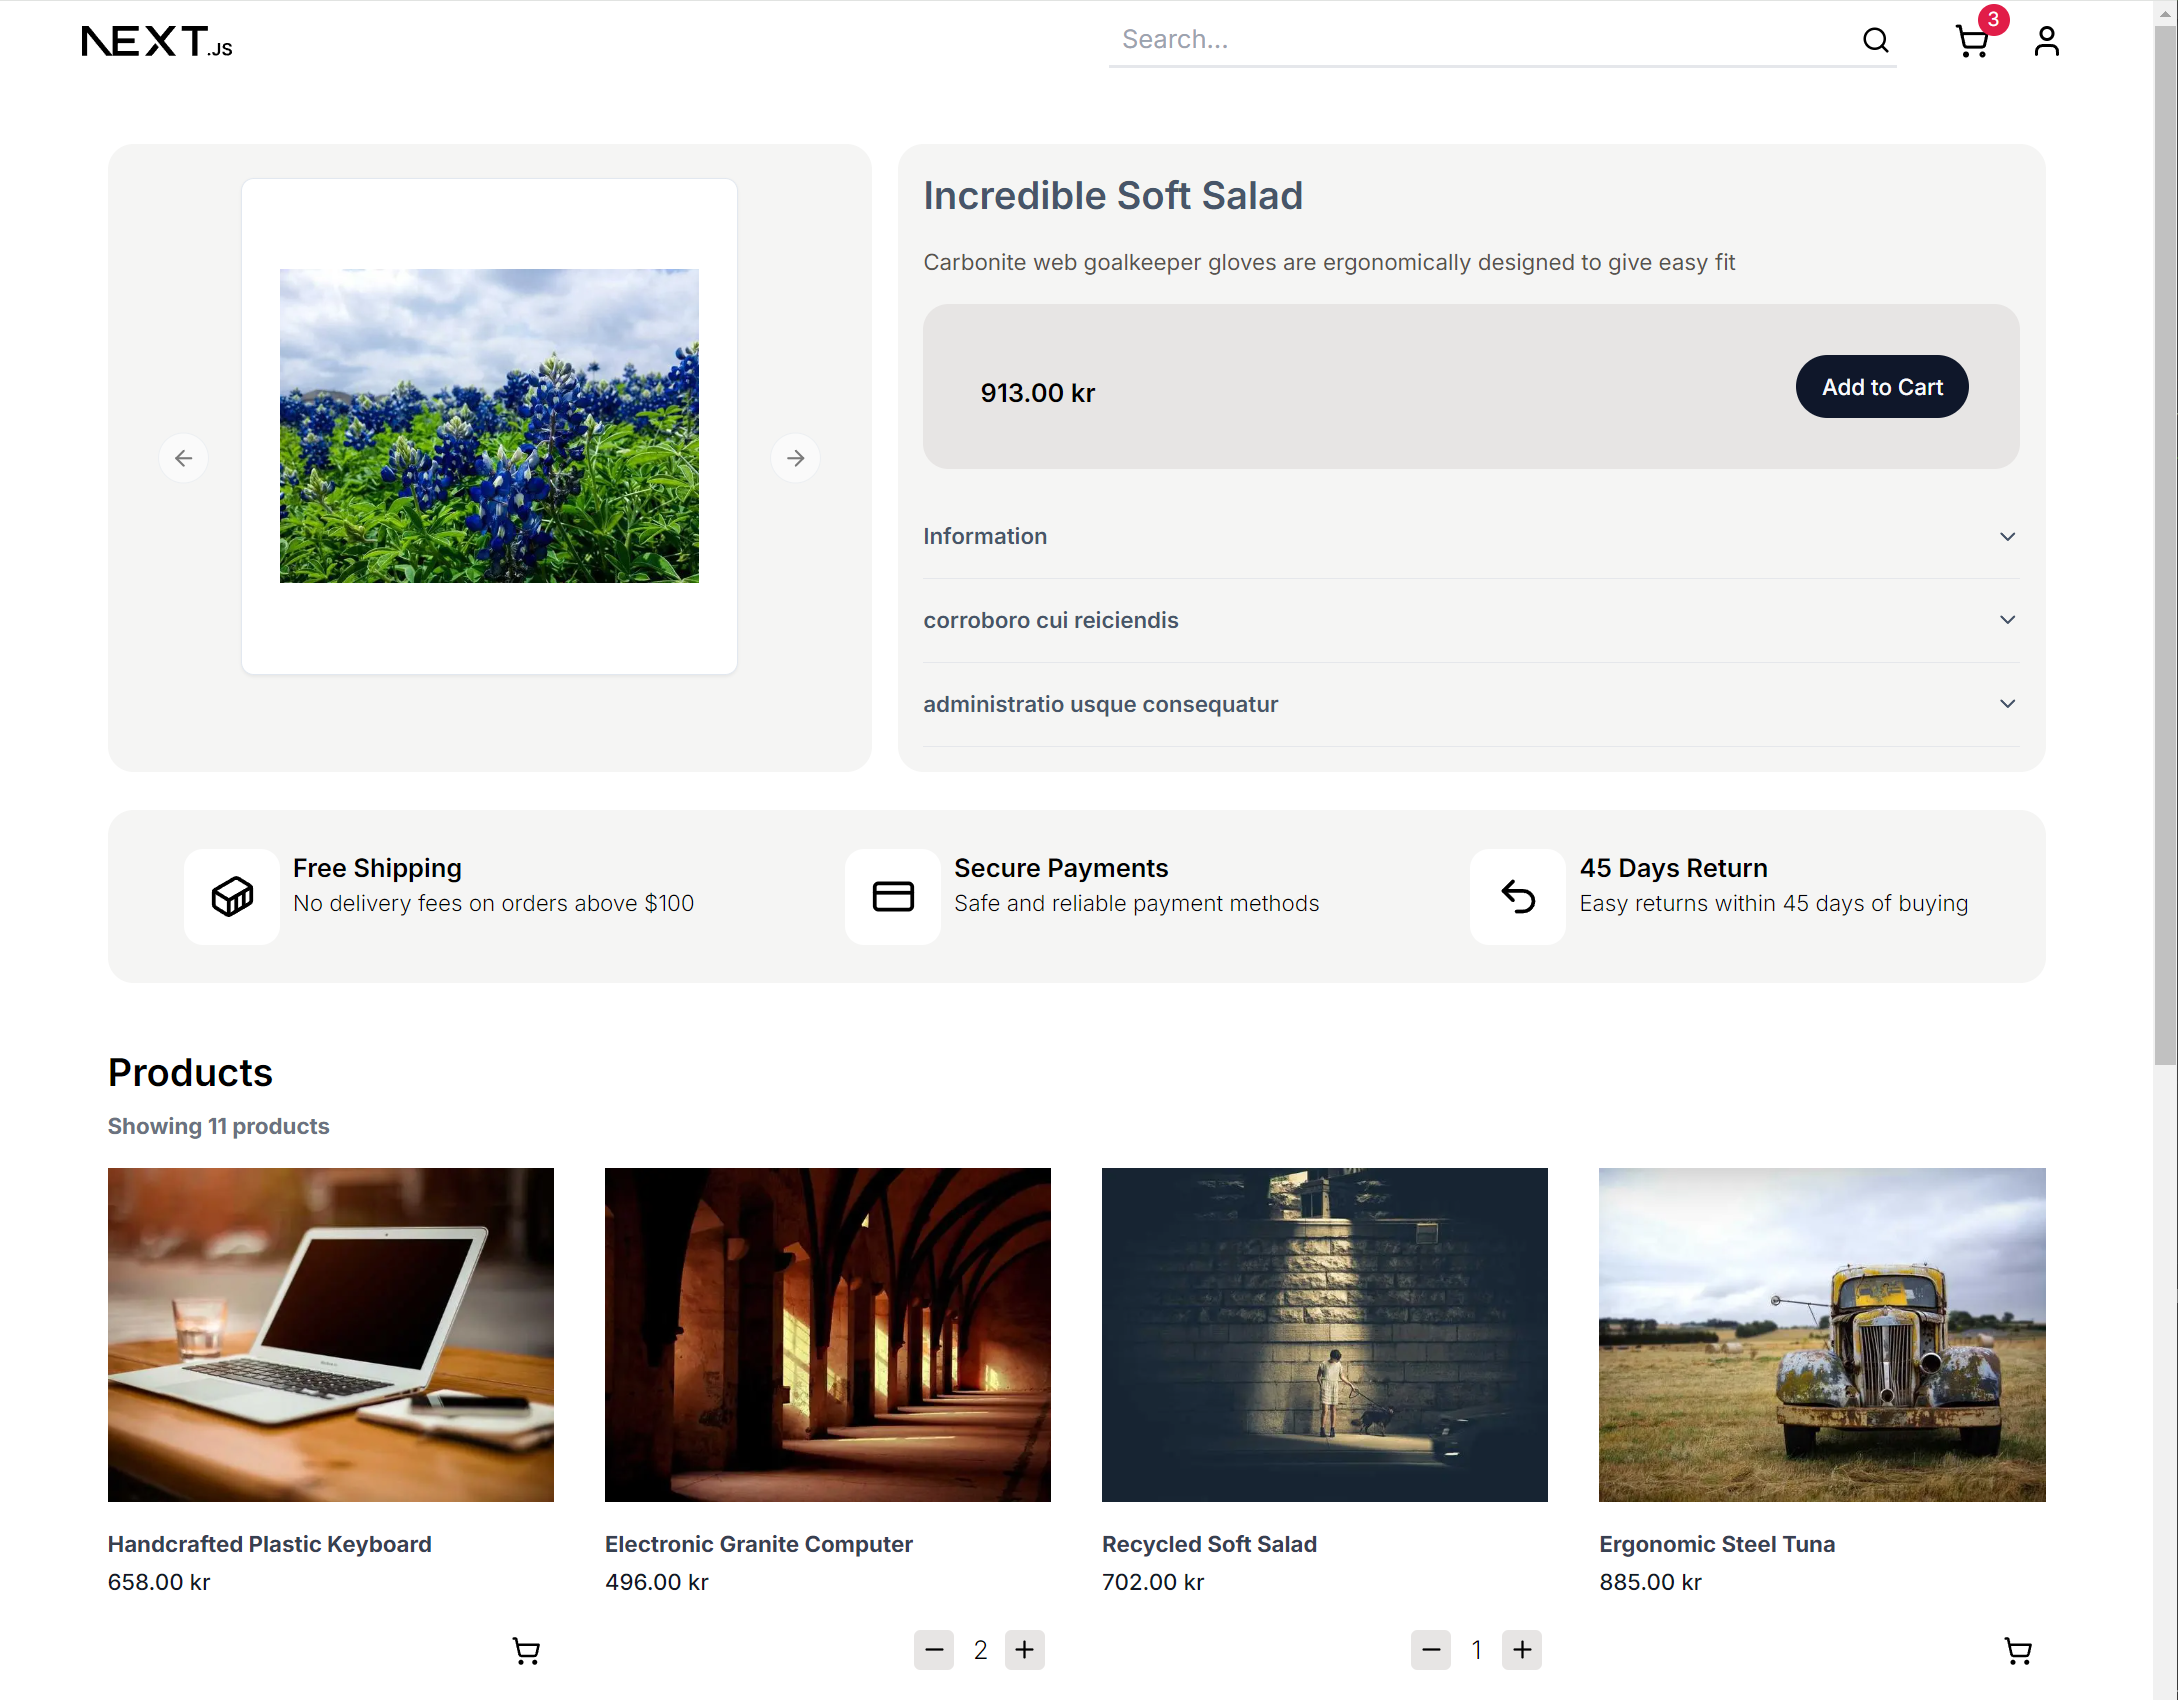 NEXT.JS
Search...
3
Incredible Soft Salad
Carbonite web goalkeeper gloves are ergonomically designed to give easy fit
913.00 kr
Add to Cart
Information
corroboro cui reiciendis
administratio usque consequatur
Free Shipping
No delivery fees on orders above $100
Secure Payments
Safe and reliable payment methods
45 Days Return
Easy returns within 45 days of buying
Products
Showing 11 products
Handcrafted Plastic Keyboard
658.00 kr
Electronic Granite Computer
496.00 kr
2
Recycled Soft Salad
702.00 kr
1
Ergonomic Steel Tuna
885.00 kr